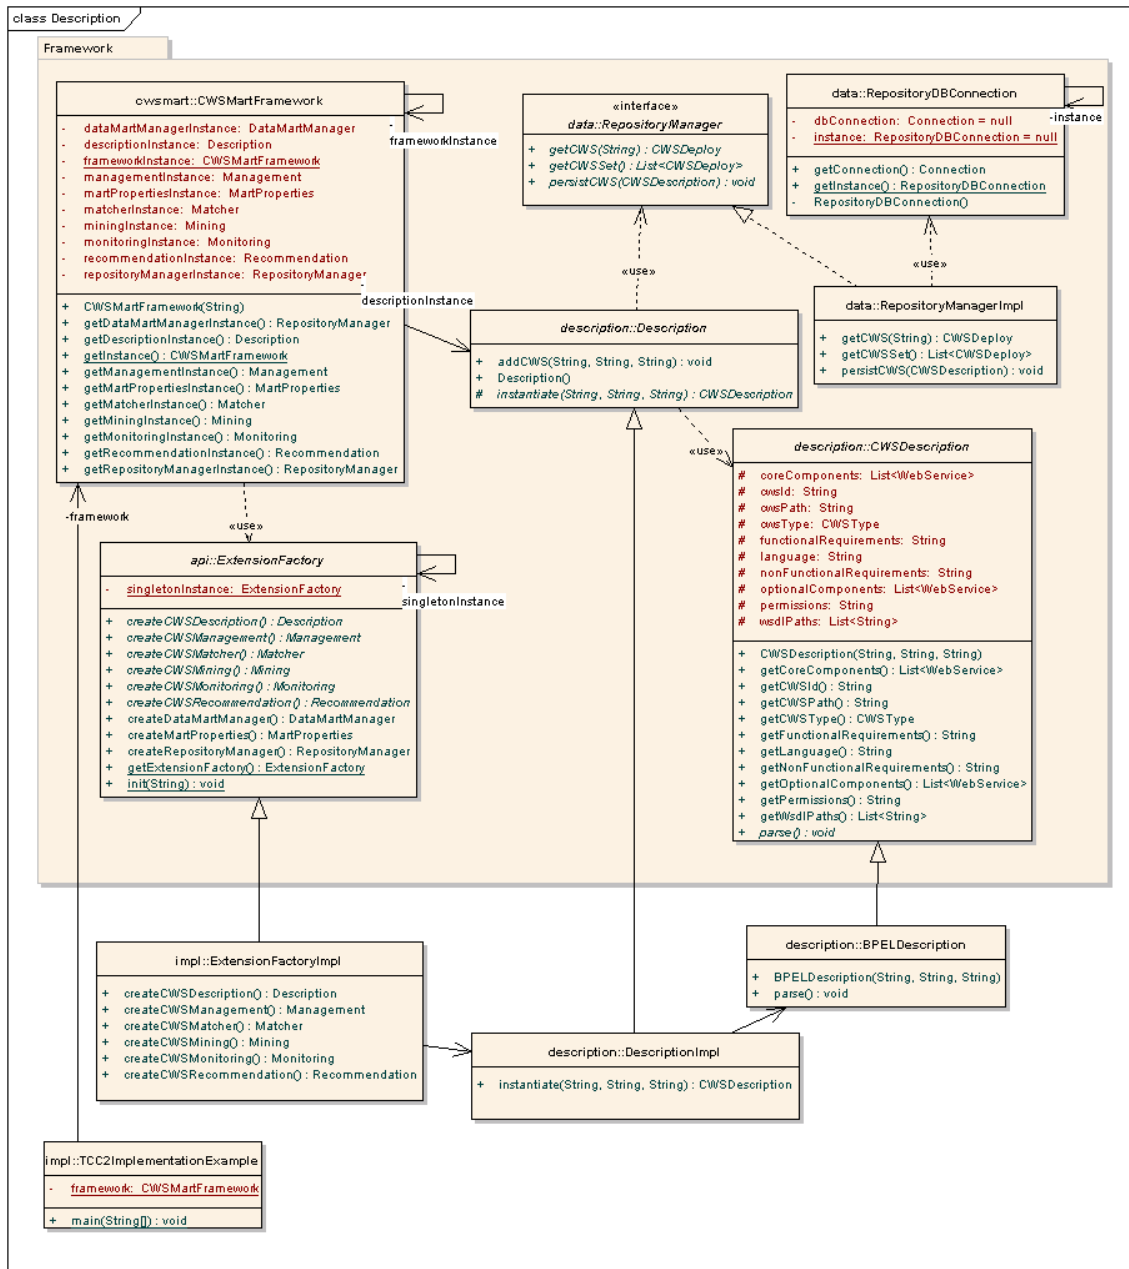 class Description
Framework
cwsmart::CWSMartFramework
- dataMartManagerInstance: DataMartManager
- descriptionInstance: Description
- frameworkInstance: CWSMartFramework
- managementInstance: Management
- martPropertiesInstance: MartProperties
- matcherInstance: Matcher
- miningInstance: Mining
- monitoringInstance: Monitoring
- recommendationInstance: Recommendation
- repositoryManagerInstance: RepositoryManager
+ CWSMartFramework(String)
+ getDataMartManagerInstance() : RepositoryManager
+ getDescriptionInstance() : Description
+ getInstance() : CWSMartFramework
+ getManagementInstance() : Management
+ getMartPropertiesInstance() : MartProperties
+ getMatcherInstance() : Matcher
+ getMiningInstance() : Mining
+ getMonitoringInstance() : Monitoring
+ getRecommendationInstance() : Recommendation
+ getRepositoryManagerInstance() : RepositoryManager
-
frameworkInstance
«interface»
data::RepositoryManager
+ getCWS(String) : CWSDeploy
+ getCWSSet() : List<CWSDeploy>
+ persistCWS(CWSDescription) : void
data::RepositoryDBConnection
- dbConnection: Connection = null
- instance: RepositoryDBConnection = null
+ getConnection() : Connection
+ getInstance() : RepositoryDBConnection
- RepositoryDBConnection()
-instance
«use»
«use»
data::RepositoryManagerImpl
+ getCWS(String) : CWSDeploy
+ getCWSSet() : List<CWSDeploy>
+ persistCWS(CWSDescription) : void
-
descriptionInstance
description::Description
+ addCWS(String, String, String) : void
+ Description()
# instantiate(String, String, String) : CWSDescription
«use»
description::CWSDescription
# coreComponents: List<WebService>
# cwsId: String
# cwsPath: String
# cwsType: CWSType
# functionalRequirements: String
# language: String
# nonFunctionalRequirements: String
# optionalComponents: List<WebService>
# permissions: String
# wsdlPaths: List<String>
+ CWSDescription(String, String, String)
+ getCoreComponents() : List<WebService>
+ getCWSId() : String
+ getCWSPath() : String
+ getCWSType() : CWSType
+ getFunctionalRequirements() : String
+ getLanguage() : String
+ getNonFunctionalRequirements() : String
+ getOptionalComponents() : List<WebService>
+ getPermissions() : String
+ getWsdlPaths() : List<String>
+ parse() : void
-framework
«use»
api::ExtensionFactory
- singletonInstance: ExtensionFactory
+ createCWSDescription() : Description
+ createCWSManagement() : Management
+ createCWSMatcher() : Matcher
+ createCWSMining() : Mining
+ createCWSMonitoring() : Monitoring
+ createCWSRecommendation() : Recommendation
+ createDataMartManager() : DataMartManager
+ createMartProperties() : MartProperties
+ createRepositoryManager() : RepositoryManager
+ getExtensionFactory() : ExtensionFactory
+ init(String) : void
-
singletonInstance
impl::ExtensionFactoryImpl
+ createCWSDescription() : Description
+ createCWSManagement() : Management
+ createCWSMatcher() : Matcher
+ createCWSMining() : Mining
+ createCWSMonitoring() : Monitoring
+ createCWSRecommendation() : Recommendation
description::BPELDescription
+ BPELDescription(String, String, String)
+ parse() : void
description::DescriptionImpl
+ instantiate(String, String, String) : CWSDescription
impl::TCC2ImplementationExample
- framework: CWSMartFramework
+ main(String[]) : void